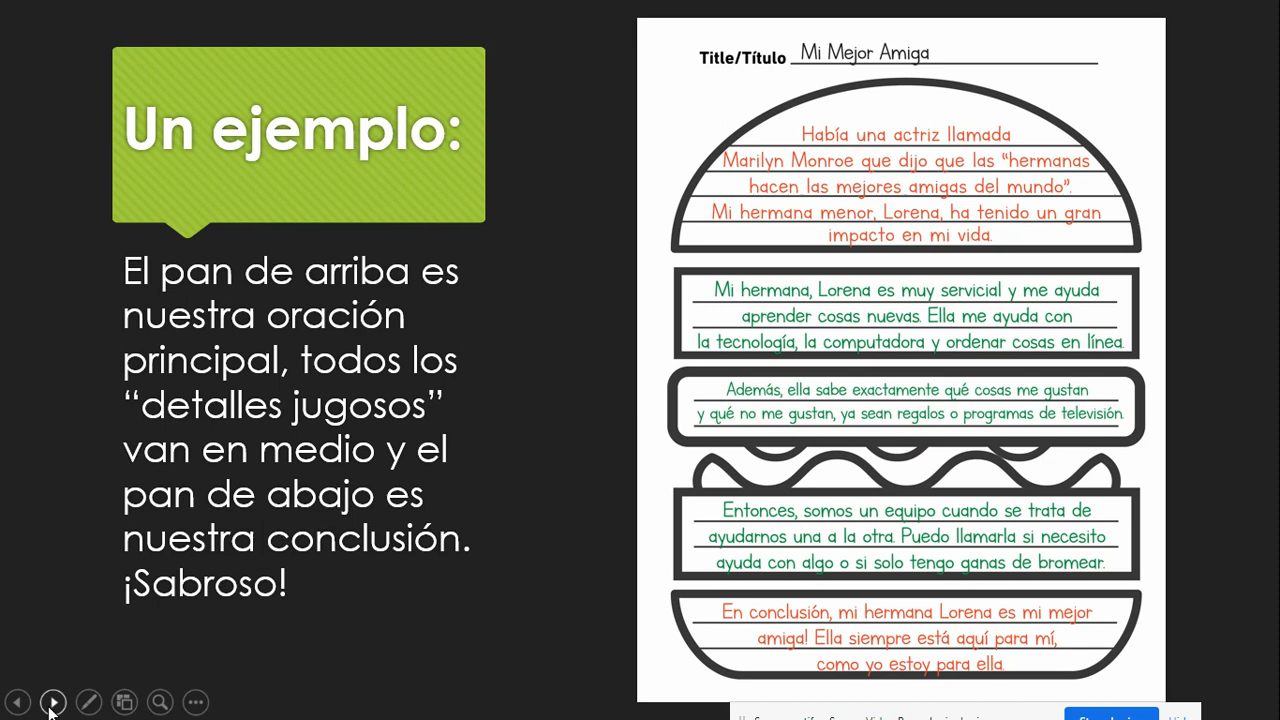 Un ejemplo:
El pan de arriba es
nuestra oración
principal, todos los
“detalles jugosos”
van en medio y el
pan de abajo es
nuestra conclusión.
¡Sabroso!
Title/Título Mi Mejor Amiga
Había una actriz llamada
Marilyn Monroe que dijo que las “hermanas
hacen las mejores amigas del mundo”.
Mi hermana menor, Lorena, ha tenido un gran
impacto en mi vida.
Mi hermana, Lorena es muy servicial y me ayuda
aprender cosas nuevas. Ella me ayuda con
la tecnología, la computadora y ordenar cosas en línea.
Además, ella sabe exactamente qué cosas me gustan
y qué no me gustan, ya sean regalos o programas de televisión.
Entonces, somos un equipo cuando se trata de
ayudarnos una a la otra. Puedo llamarla si necesito
ayuda con algo o si solo tengo ganas de bromear.
En conclusión, mi hermana Lorena es mi mejor
amiga! Ella siempre está aquí para mí,
como yo estoy para ella.